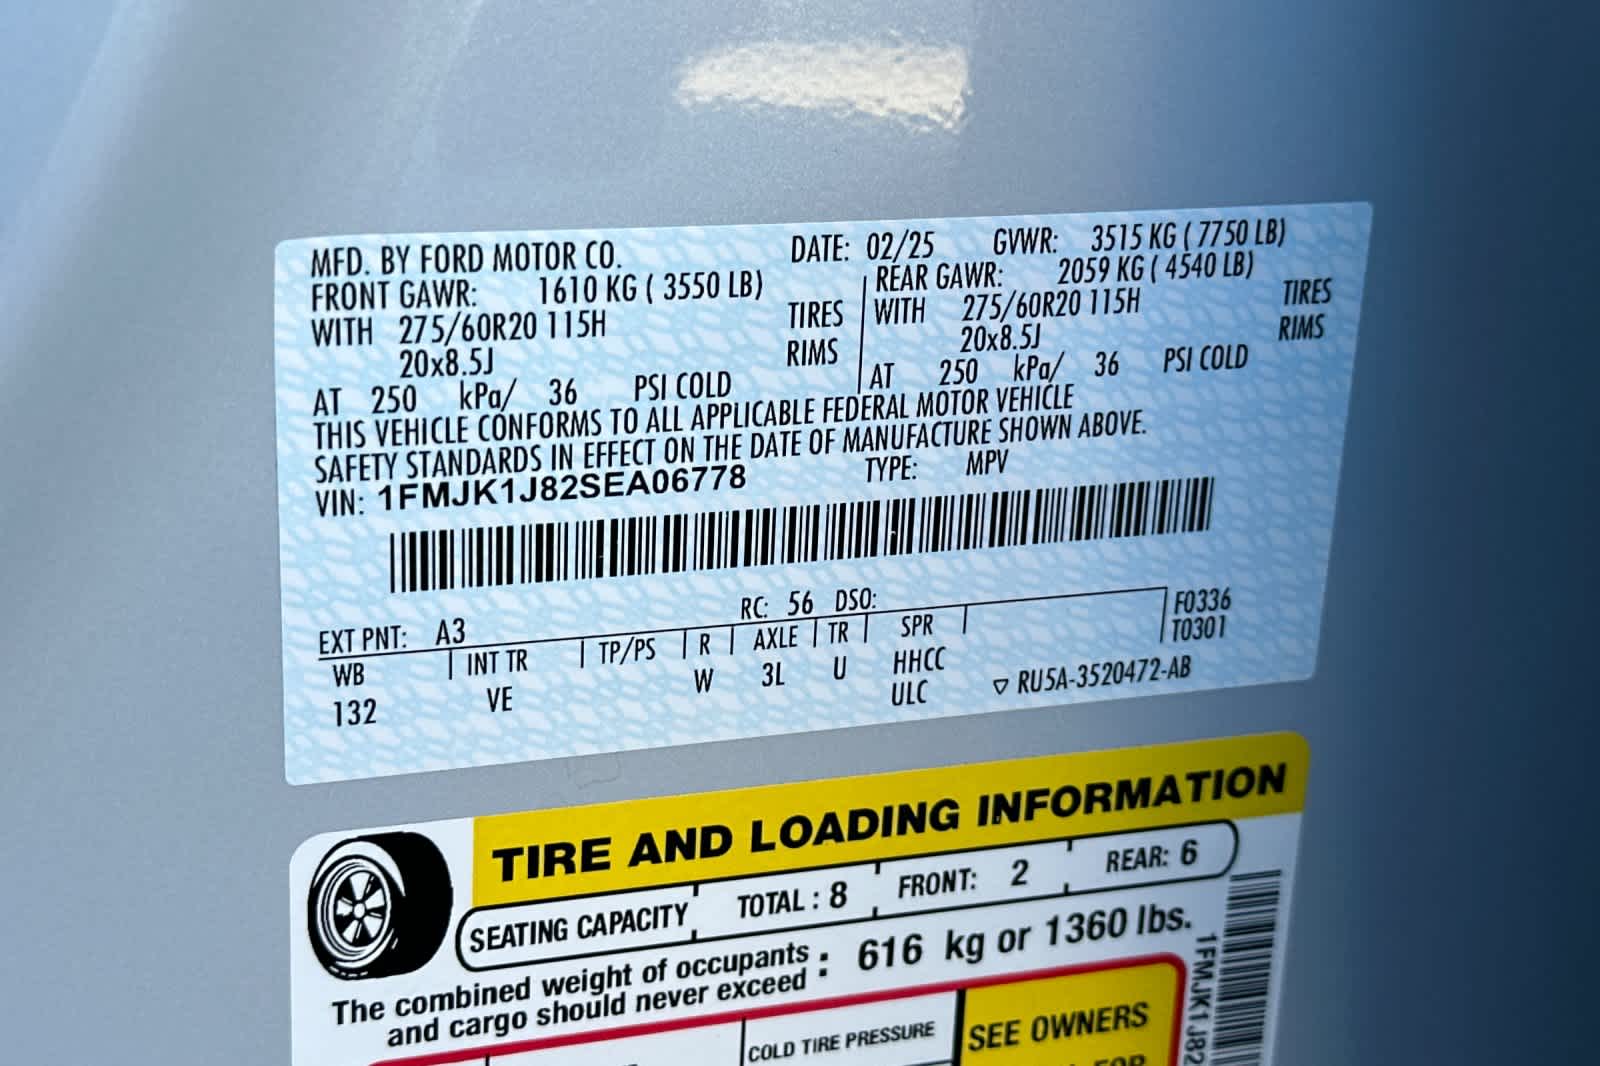 MFD. BY FORD MOTOR CO. DATE: 02/25 GVWR: 3515 KG ( 7750 LB)
FRONT GAWR: 1610 KG ( 3550 LB) REAR GAWR: 2059 KG ( 4540 LB)
WITH 275/60R20 115H TIRES WITH 275/60R20 115H TIRES
20x8.5J RIMS 20x8.5J RIMS
AT 250 kPa/ 36 PSI COLD AT 250 kPa/ 36 PSI COLD
THIS VEHICLE CONFORMS TO ALL APPLICABLE FEDERAL MOTOR VEHICLE
SAFETY STANDARDS IN EFFECT ON THE DATE OF MANUFACTURE SHOWN ABOVE.
VIN: 1FMJK1J82SEA06778 TYPE: MPV
EXT PNT: A3 RC: 56 DSO: F0336
WB INT TR TP/PS R AXLE TR SPR T0301
132 VE W 3L U HHCC
ULC ▽ RU5A-3520472-AB
TIRE AND LOADING INFORMATION
SEATING CAPACITY TOTAL : 8 FRONT: 2 REAR: 6
The combined weight of occupants
and cargo should never exceed : 616 kg or 1360 lbs.
COLD TIRE PRESSURE
SEE OWNERS
FOR
1FMJK1J82